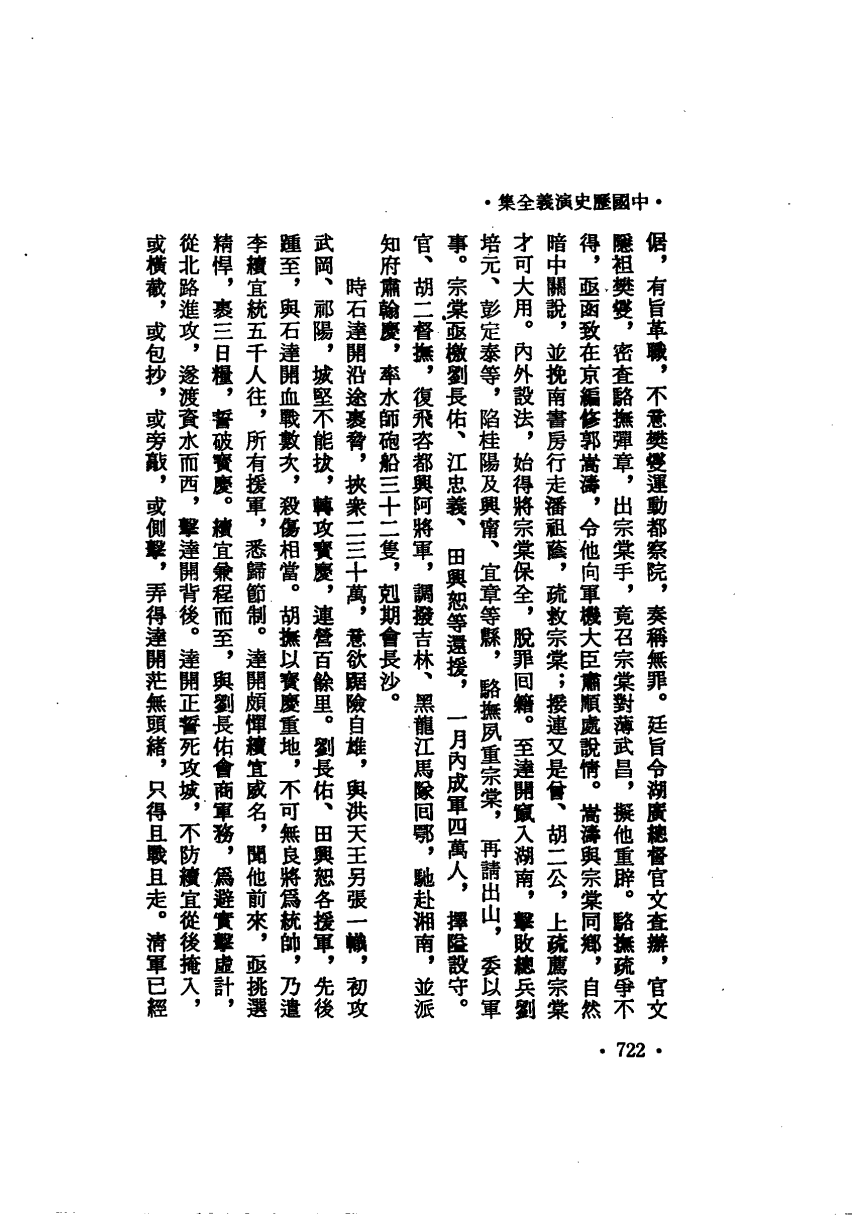 •中國歷史演義全集•
倨，有旨革職，不意樊燮運動都察院，奏稱無罪。廷旨令湖廣總督官文查辦，官文
隱袒樊燮，密查駱撫彈章，出宗棠手，竟召宗棠對薄武昌，擬他重辟。駱撫疏爭不
得，亟函致在京編修郭嵩濤，令他向軍機大臣肅順處說情。嵩濤與宗棠同鄉，自然
暗中關說，並挽南書房行走潘祖蔭，疏救宗棠；接連又是曾、胡二公，上疏薦宗棠
才可大用。內外設法，始得將宗棠保全，脫罪回籍。至達開竄入湖南，擊敗總兵劉
培元、彭定泰等，陷桂陽及興甯、宜章等縣，駱撫夙重宗棠，再請出山，委以軍
事。宗棠亟檄劉長佑、江忠義、田興恕等還援，一月內成軍四萬人，擇隘設守。
官、胡二督撫，復飛咨都興阿將軍，調撥吉林、黑龍江馬隊回鄂，馳赴湘南，並派
知府肅翰慶，率水師砲船三十二隻，剋期會長沙。
時石達開沿途裹脅，挾衆二三十萬，意欲踞險自雄，與洪天王另張一幟，初攻
武岡、祁陽，城堅不能拔，轉攻寶慶，連營百餘里。劉長佑、田興恕各援軍，先後
踵至，與石達開血戰數次，殺傷相當。胡撫以寶慶重地，不可無良將爲統帥，乃遣
李續宜統五千人往，所有援軍，悉歸節制。達開頗憚續宜威名，聞他前來，亟挑選
精悍，裹三日糧，誓破寶慶。續宜兼程而至，與劉長佑會商軍務，爲避實擊虛計，
從北路進攻，遂渡資水而西，擊達開背後。達開正誓死攻城，不防續宜從後掩入，
或橫截，或包抄，或旁敲，或側擊，弄得達開茫無頭緒，只得且戰且走。清軍已經
•722•